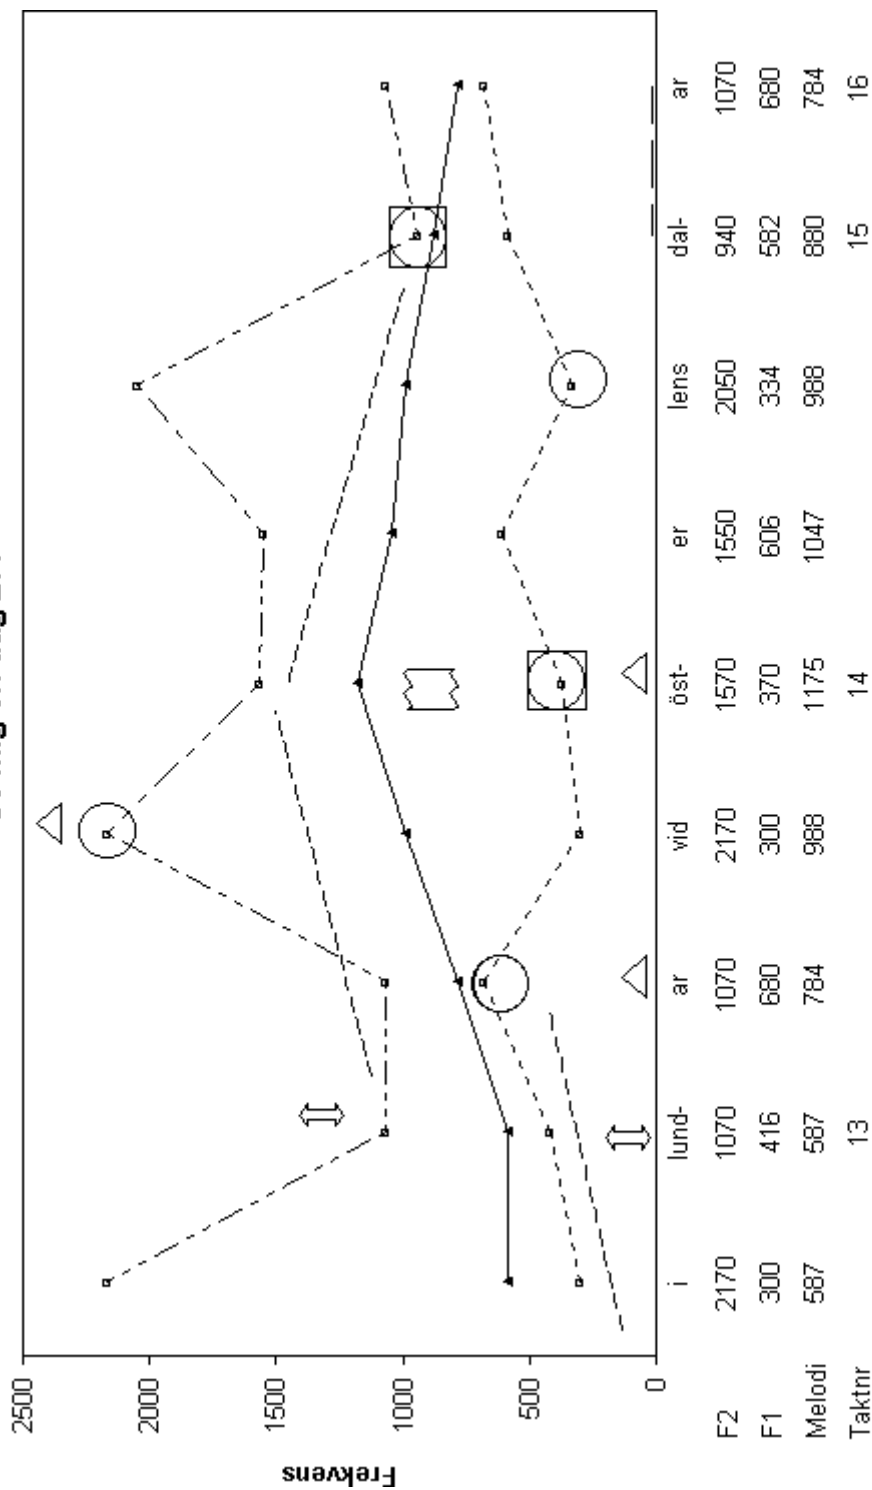 Frekvens
2500
2000
1500
1000
500
0
i lund- ar vid öst- er lens dal- ar
F2 2170 1070 1070 2170 1570 1550 2050 940 1070
F1 300 416 680 300 370 606 334 582 680
Melodi 587 587 784 988 1175 1047 988 880 784
Taktnr 13 14 15 16